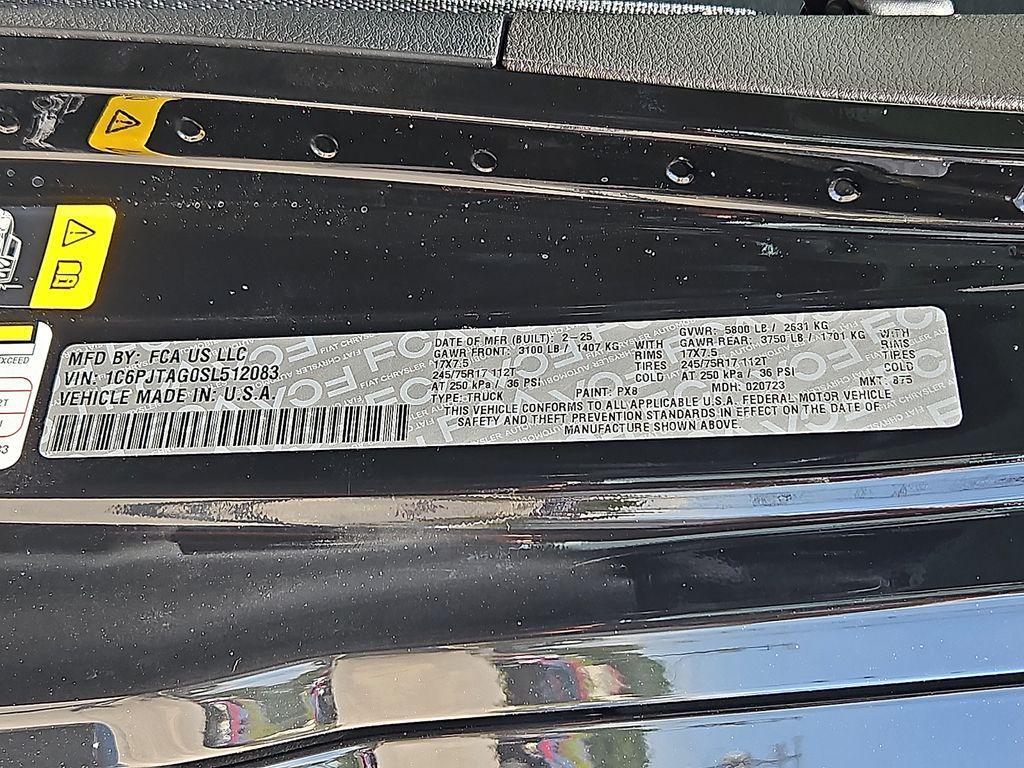 EXCEED
2T
33
MFD BY: FCA US LLC
VIN: 1C6PJTAG0SL512083
VEHICLE MADE IN: U.S.A.
DATE OF MFR (BUILT): 2-25 GVWR: 5800 LB / 2631 KG
GAWR FRONT: 3100 LB / 1407 KG WITH GAWR REAR: 3750 LB / 1701 KG WITH
17X7.5 RIMS 17X7.5 RIMS
245/75R17 112T TIRES 245/75R17 112T TIRES
AT 250 kPa / 36 PSI COLD AT 250 kPa / 36 PSI COLD
TYPE: TRUCK PAINT: PX8 MDH: 020723 MKT: 875
THIS VEHICLE CONFORMS TO ALL APPLICABLE U.S.A. FEDERAL MOTOR VEHICLE
SAFETY AND THEFT PREVENTION STANDARDS IN EFFECT ON THE DATE OF
MANUFACTURE SHOWN ABOVE.